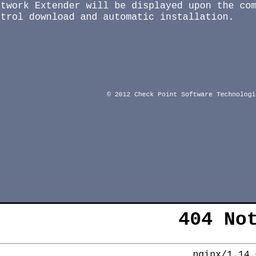 twork Extender will be displayed upon the com
trol download and automatic installation.
© 2012 Check Point Software Technologi
404 Not
nginx/1.14.